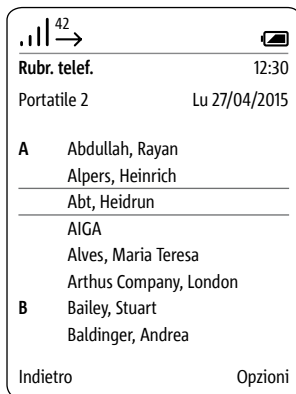 42
Rubr. telef. 12:30
Portatile 2 Lu 27/04/2015
A Abdullah, Rayan
Alpers, Heinrich
Abt, Heidrun
AIGA
Alves, Maria Teresa
Arthus Company, London
B Bailey, Stuart
Baldinger, Andrea
Indietro Opzioni